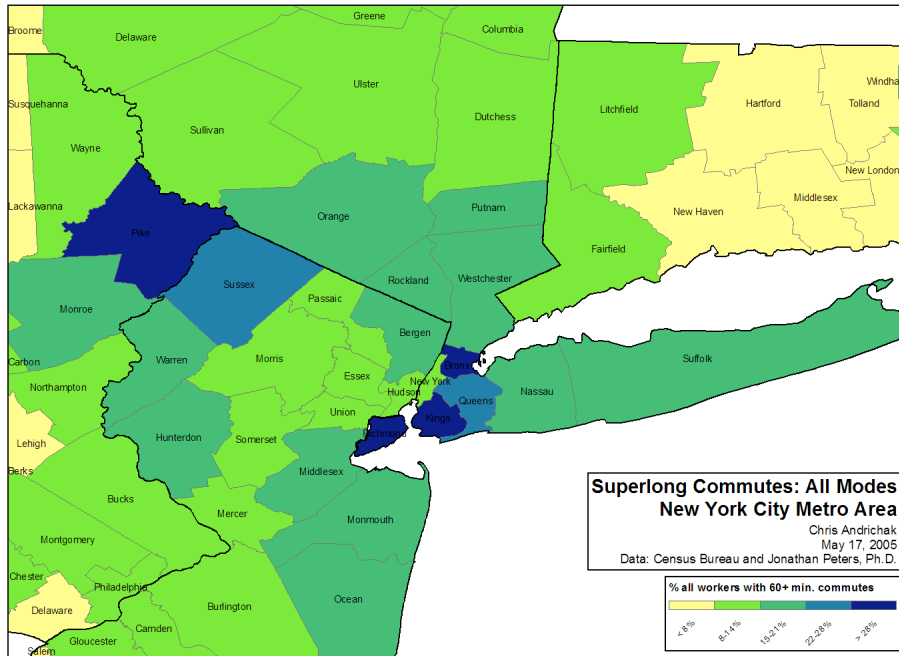 Greene
Columbia
Broome
Delaware
Ulster
Windha
Susquehanna
Hartford
Tolland
Litchfield
Dutchess
Sullivan
Wayne
New London
Middlesex
Lackawanna
New Haven
Putnam
Orange
Pike
Fairfield
Westchester
Rockland
Sussex
Passaic
Monroe
Bergen
Suffolk
Warren
Morris
Carbon
Bronx
Essex
New York
Northampton
Hudson
Nassau
Queens
Union
Kings
Richmond
Hunterdon
Somerset
Lehigh
Berks
Middlesex
Bucks
Mercer
Monmouth
Montgomery
Chester
Philadelphia
Ocean
Delaware
Burlington
Camden
Gloucester
Salem
Superlong Commutes: All Modes
New York City Metro Area
Chris Andrichak
May 17, 2005
Data: Census Bureau and Jonathan Peters, Ph.D.
% all workers with 60+ min. commutes
< 8%
8-14%
15-21%
22-28%
> 28%